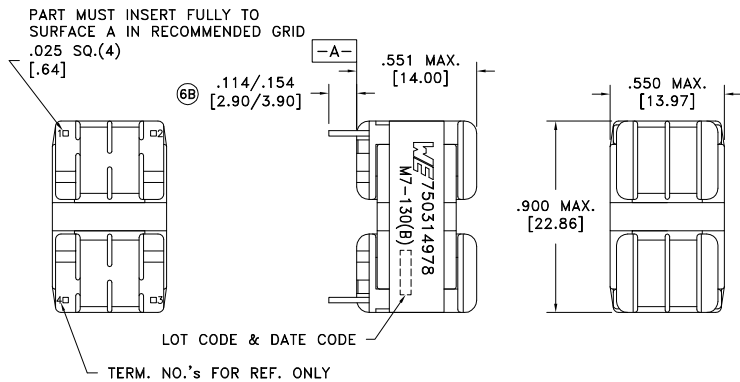 PART MUST INSERT FULLY TO
SURFACE A IN RECOMMENDED GRID
.025 SQ.(4)
[.64]
6B
.114/.154
[2.90/3.90]
-A-
.551 MAX.
[14.00]
.550 MAX.
[13.97]
1
2
WE 750314978
M7-130(B)
.900 MAX.
[22.86]
4
3
LOT CODE & DATE CODE
TERM. NO.'s FOR REF. ONLY